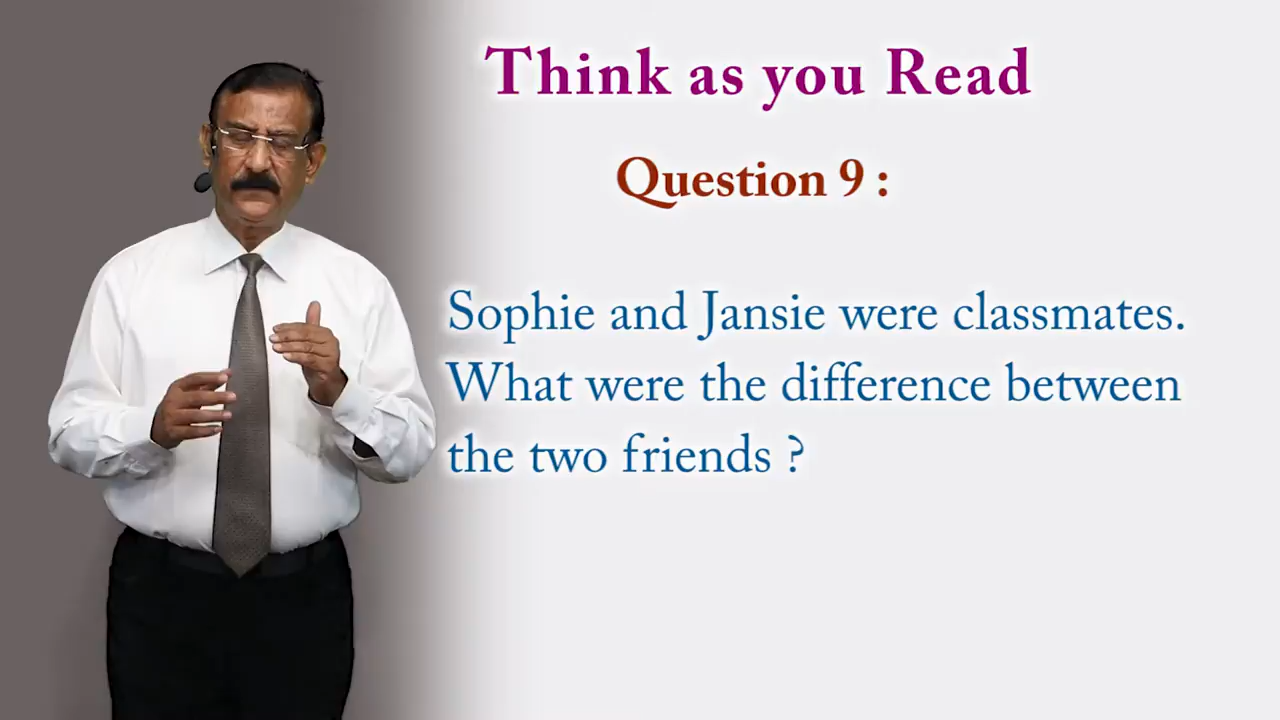 Think as you Read
Question 9 :
Sophie and Jansie were classmates.
What were the difference between
the two friends ?